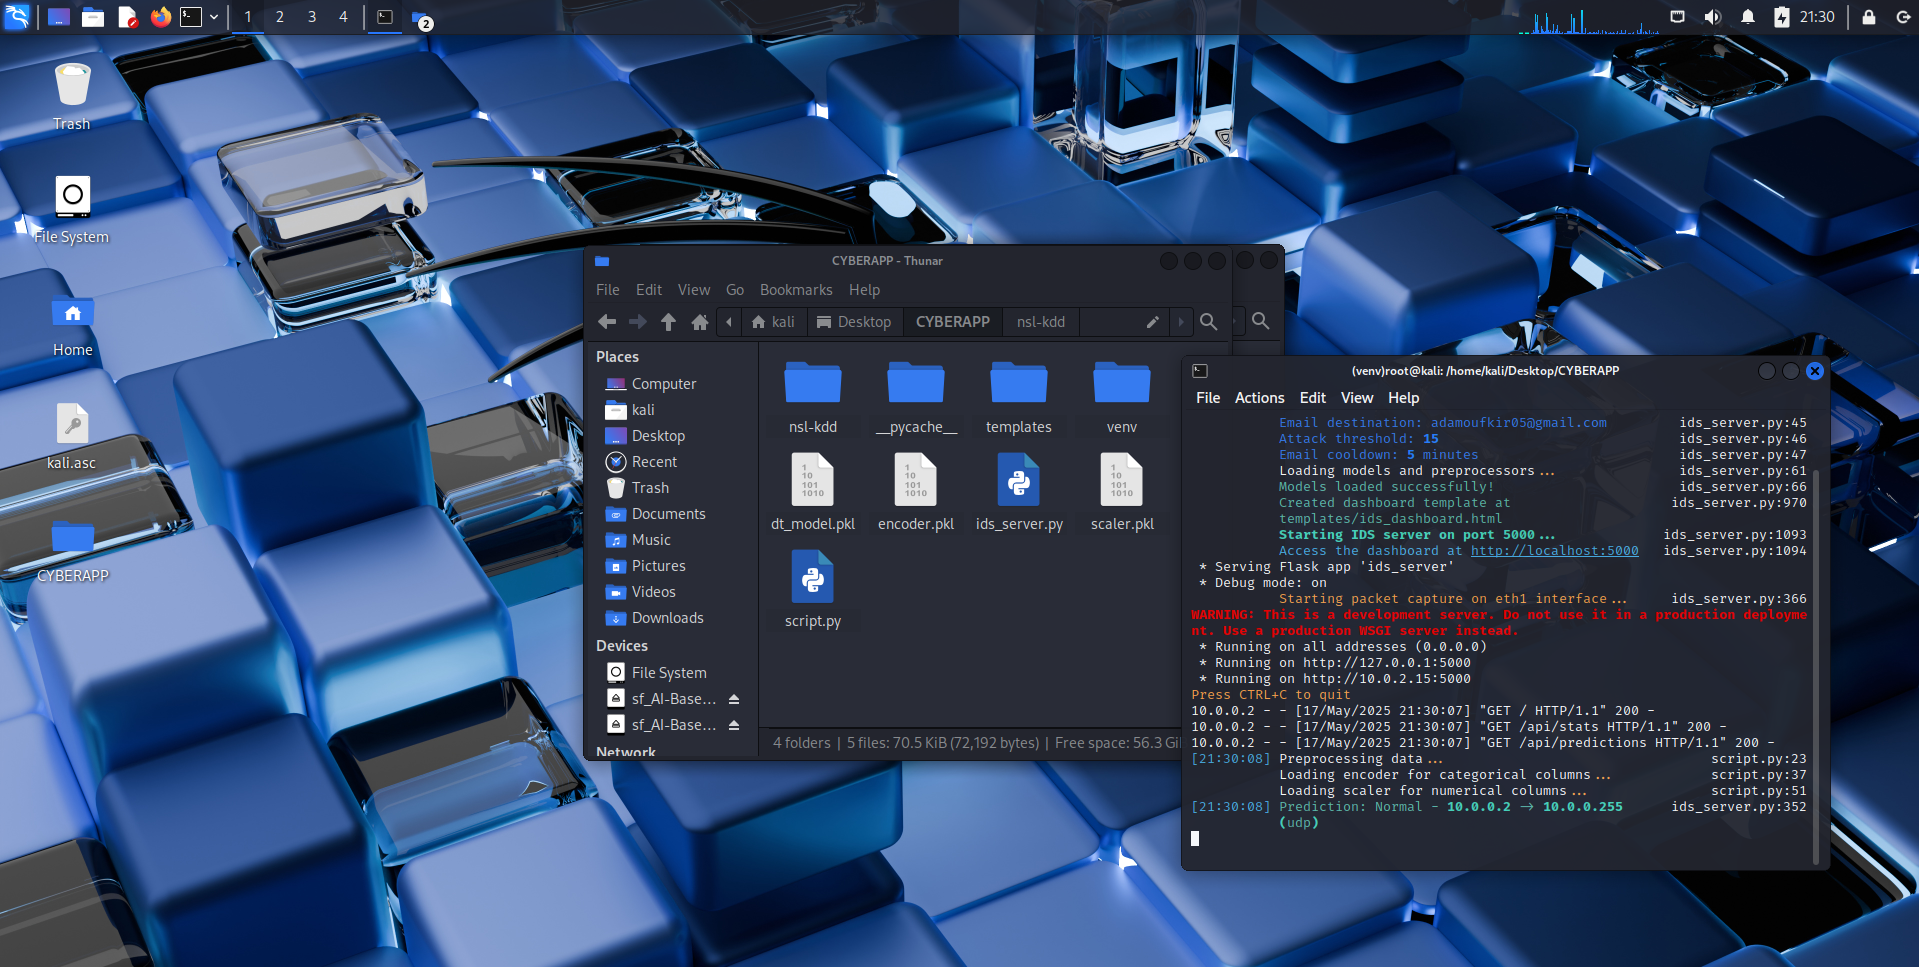 1 2 3 4
2
21:30
Trash
File System
Home
kali.asc
CYBERAPP
CYBERAPP - Thunar
File Edit View Go Bookmarks Help
kali Desktop CYBERAPP nsl-kdd
Places
Computer
kali
Desktop
Recent
Trash
Documents
Music
Pictures
Videos
Downloads
Devices
File System
sf_AI-Base...
sf_AI-Base...
Network
nsl-kdd __pycache__ templates venv
dt_model.pkl encoder.pkl ids_server.py scaler.pkl
script.py
4 folders | 5 files: 70.5 KiB (72,192 bytes) | Free space: 56.3 Gi
(venv)root@kali: /home/kali/Desktop/CYBERAPP
File Actions Edit View Help
Email destination: adamoufkir05@gmail.com ids_server.py:45
Attack threshold: 15 ids_server.py:46
Email cooldown: 5 minutes ids_server.py:47
Loading models and preprocessors... ids_server.py:61
Models loaded successfully! ids_server.py:66
Created dashboard template at ids_server.py:970
templates/ids_dashboard.html
Starting IDS server on port 5000... ids_server.py:1093
Access the dashboard at http://localhost:5000 ids_server.py:1094
* Serving Flask app 'ids_server'
* Debug mode: on
Starting packet capture on eth1 interface... ids_server.py:366
WARNING: This is a development server. Do not use it in a production deployme
nt. Use a production WSGI server instead.
* Running on all addresses (0.0.0.0)
* Running on http://127.0.0.1:5000
* Running on http://10.0.2.15:5000
Press CTRL+C to quit
10.0.0.2 - - [17/May/2025 21:30:07] "GET / HTTP/1.1" 200 -
10.0.0.2 - - [17/May/2025 21:30:07] "GET /api/stats HTTP/1.1" 200 -
10.0.0.2 - - [17/May/2025 21:30:07] "GET /api/predictions HTTP/1.1" 200 -
[21:30:08] Preprocessing data... script.py:23
Loading encoder for categorical columns... script.py:37
Loading scaler for numerical columns... script.py:51
[21:30:08] Prediction: Normal - 10.0.0.2 → 10.0.0.255 ids_server.py:352
(udp)